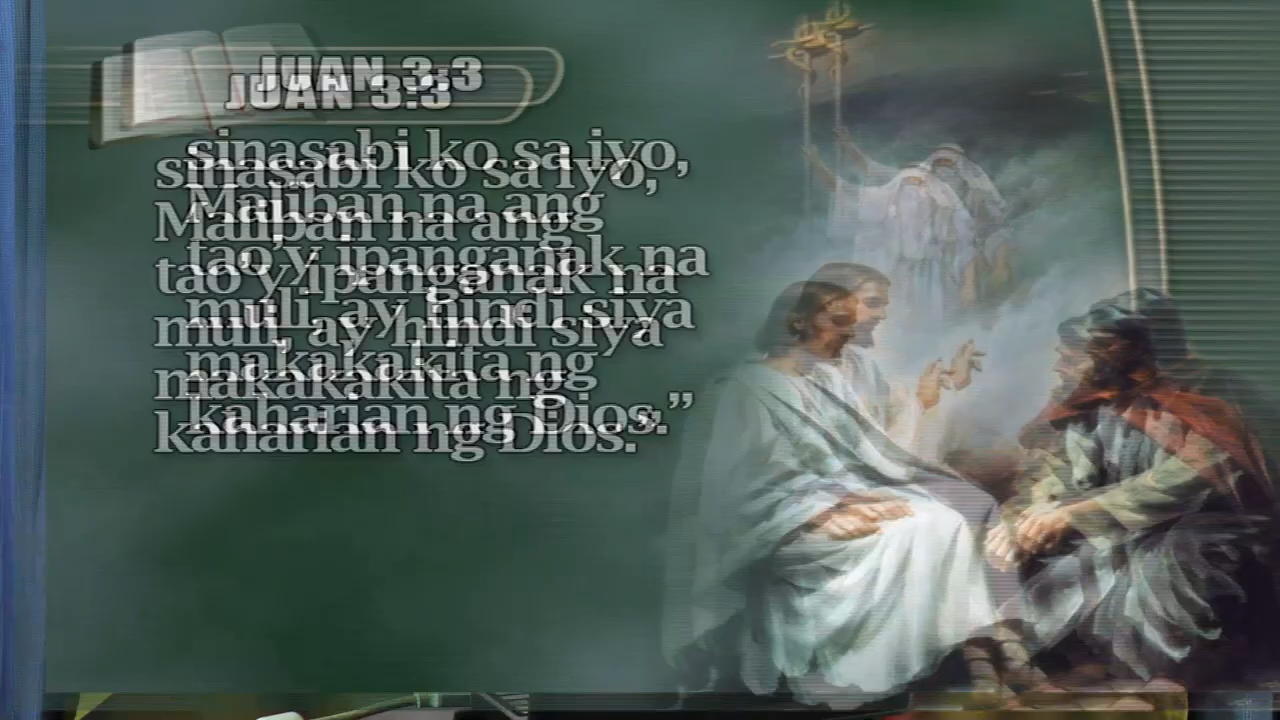 JUAN 3:3
sinasabi ko sa iyo,
Maliban na ang
tao'y ipanganak na
muli, ay hindi siya
makakakita ng
kaharian ng Dios.”